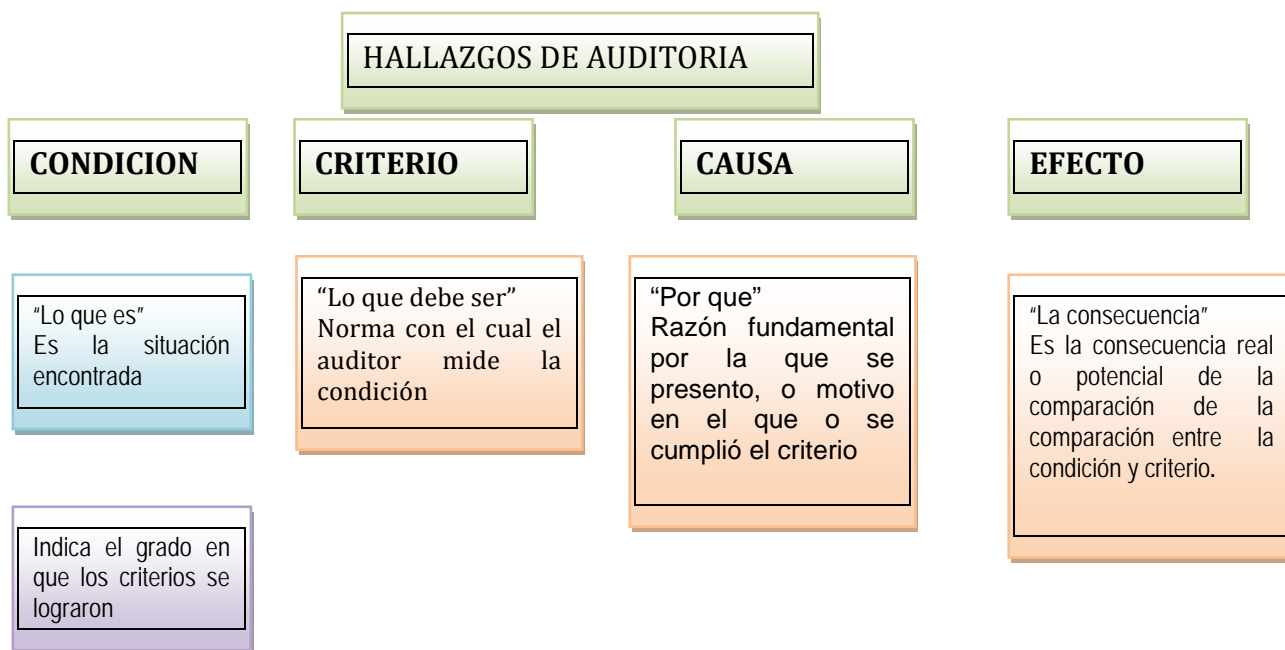 HALLAZGOS DE AUDITORIA
CONDICION
CRITERIO
CAUSA
EFECTO
“Lo que es”
Es la situación
encontrada
“Lo que debe ser”
Norma con el cual el
auditor mide la
condición
“Por que”
Razón fundamental
por la que se
presento, o motivo
en el que o se
cumplió el criterio
“La consecuencia”
Es la consecuencia real
o potencial de la
comparación de la
comparación entre la
condición y criterio.
Indica el grado en
que los criterios se
lograron